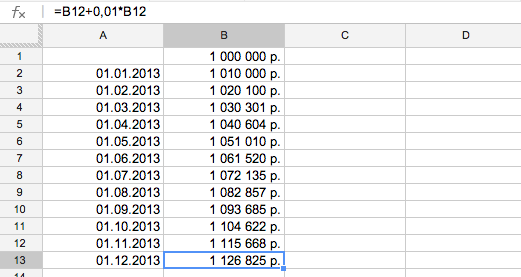 fx =B12+0,01*B12
A B C D
1 1 000 000 р.
2 01.01.2013 1 010 000 р.
3 01.02.2013 1 020 100 р.
4 01.03.2013 1 030 301 р.
5 01.04.2013 1 040 604 р.
6 01.05.2013 1 051 010 р.
7 01.06.2013 1 061 520 р.
8 01.07.2013 1 072 135 р.
9 01.08.2013 1 082 857 р.
10 01.09.2013 1 093 685 р.
11 01.10.2013 1 104 622 р.
12 01.11.2013 1 115 668 р.
13 01.12.2013 1 126 825 р.
14